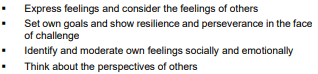 ▪ Express feelings and consider the feelings of others
▪ Set own goals and show resilience and perseverance in the face
of challenge
▪ Identify and moderate own feelings socially and emotionally
▪ Think about the perspectives of others